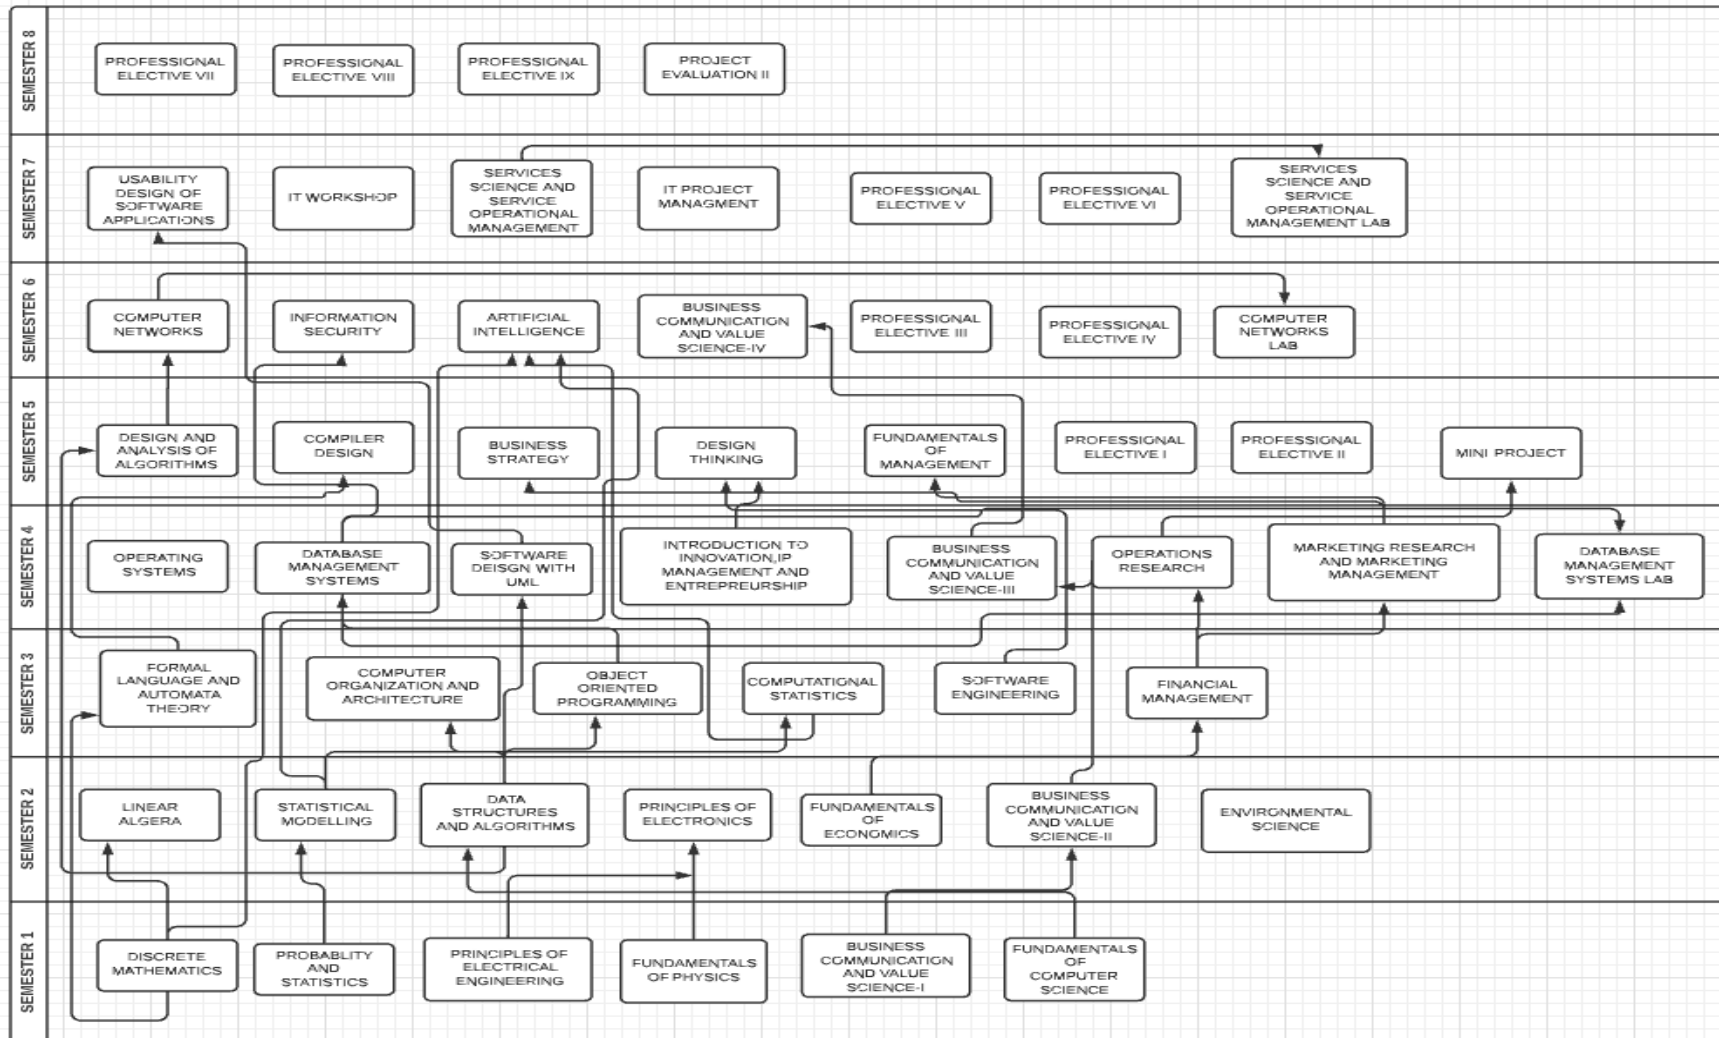 SEMESTER 8
PROFESSIONAL
ELECTIVE VII
PROFESSIONAL
ELECTIVE VIII
PROFESSIONAL
ELECTIVE IX
PROJECT
EVALUATION II
SEMESTER 7
USABILITY
DESIGN OF
SOFTWARE
APPLICATIONS
IT WORKSHOP
SERVICES
SCIENCE AND
SERVICE
OPERATIONAL
MANAGEMENT
IT PROJECT
MANAGMENT
PROFESSIONAL
ELECTIVE V
PROFESSIONAL
ELECTIVE VI
SERVICES
SCIENCE AND
SERVICE
OPERATIONAL
MANAGEMENT LAB
SEMESTER 6
COMPUTER
NETWORKS
INFORMATION
SECURITY
ARTIFICIAL
INTELLIGENCE
BUSINESS
COMMUNICATION
AND VALUE
SCIENCE-IV
PROFESSIONAL
ELECTIVE III
PROFESSIONAL
ELECTIVE IV
COMPUTER
NETWORKS
LAB
SEMESTER 5
DESIGN AND
ANALYSIS OF
ALGORITHMS
COMPILER
DESIGN
BUSINESS
STRATEGY
DESIGN
THINKING
FUNDAMENTALS
OF
MANAGEMENT
PROFESSIONAL
ELECTIVE I
PROFESSIONAL
ELECTIVE II
MINI PROJECT
SEMESTER 4
OPERATING
SYSTEMS
DATABASE
MANAGEMENT
SYSTEMS
SOFTWARE
DEISGN WITH
UML
INTRODUCTION TO
INNOVATION,IP
MANAGEMENT AND
ENTREPREURSHIP
BUSINESS
COMMUNICATION
AND VALUE
SCIENCE-III
OPERATIONS
RESEARCH
MARKETING RESEARCH
AND MARKETING
MANAGEMENT
DATABASE
MANAGEMENT
SYSTEMS LAB
SEMESTER 3
FORMAL
LANGUAGE AND
AUTOMATA
THEORY
COMPUTER
ORGANIZATION AND
ARCHITECTURE
OBJECT
ORIENTED
PROGRAMMING
COMPUTATIONAL
STATISTICS
SOFTWARE
ENGINEERING
FINANCIAL
MANAGEMENT
SEMESTER 2
LINEAR
ALGERA
STATISTICAL
MODELLING
DATA
STRUCTURES
AND ALGORITHMS
PRINCIPLES OF
ELECTRONICS
FUNDAMENTALS
OF
ECONOMICS
BUSINESS
COMMUNICATION
AND VALUE
SCIENCE-II
ENVIRONMENTAL
SCIENCE
SEMESTER 1
DISCRETE
MATHEMATICS
PROBABLITY
AND
STATISTICS
PRINCIPLES OF
ELECTRICAL
ENGINEERING
FUNDAMENTALS
OF PHYSICS
BUSINESS
COMMUNICATION
AND VALUE
SCIENCE-I
FUNDAMENTALS
OF
COMPUTER
SCIENCE